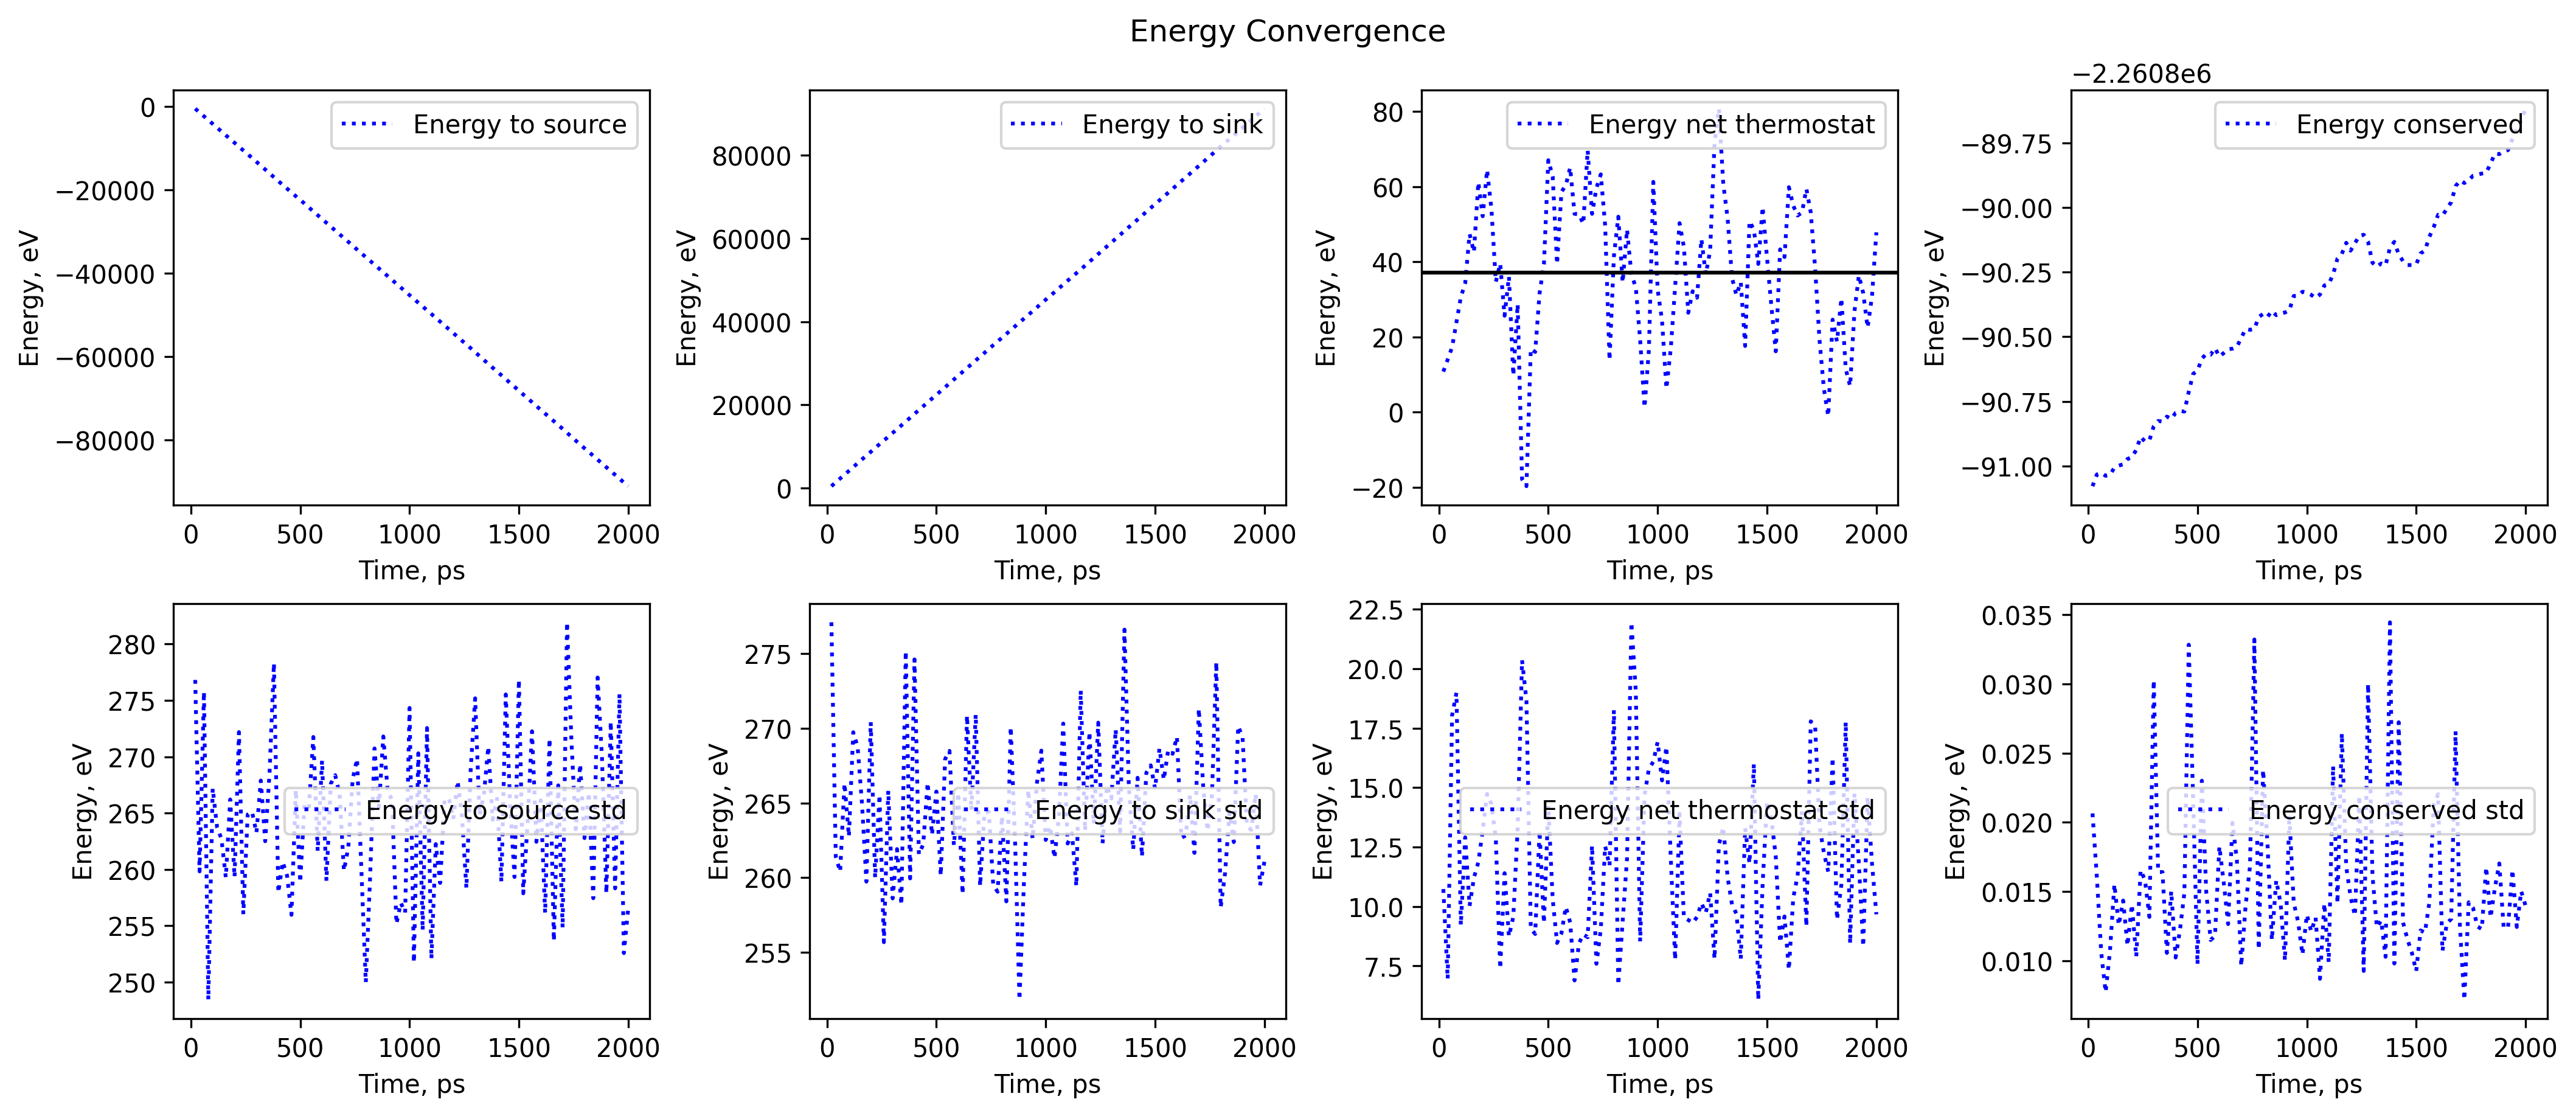 Energy Convergence
0
−20000
−40000
−60000
−80000
Energy, eV
Energy to source
0 500 1000 1500 2000
Time, ps
80000
60000
40000
20000
0
Energy, eV
Energy to sink
0 500 1000 1500 2000
Time, ps
80
60
40
20
0
−20
Energy, eV
Energy net thermostat
0 500 1000 1500 2000
Time, ps
−2.2608e6
−89.75
−90.00
−90.25
−90.50
−90.75
−91.00
Energy, eV
Energy conserved
0 500 1000 1500 2000
Time, ps
280
275
270
265
260
255
250
Energy, eV
Energy to source std
0 500 1000 1500 2000
Time, ps
275
270
265
260
255
Energy, eV
Energy to sink std
0 500 1000 1500 2000
Time, ps
22.5
20.0
17.5
15.0
12.5
10.0
7.5
Energy, eV
Energy net thermostat std
0 500 1000 1500 2000
Time, ps
0.035
0.030
0.025
0.020
0.015
0.010
Energy, eV
Energy conserved std
0 500 1000 1500 2000
Time, ps